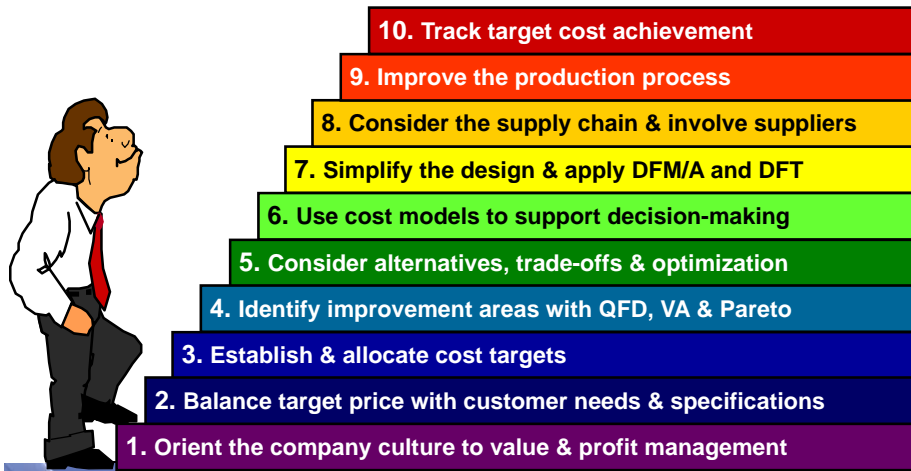 10. Track target cost achievement
9. Improve the production process
8. Consider the supply chain & involve suppliers
7. Simplify the design & apply DFM/A and DFT
6. Use cost models to support decision-making
5. Consider alternatives, trade-offs & optimization
4. Identify improvement areas with QFD, VA & Pareto
3. Establish & allocate cost targets
2. Balance target price with customer needs & specifications
1. Orient the company culture to value & profit management